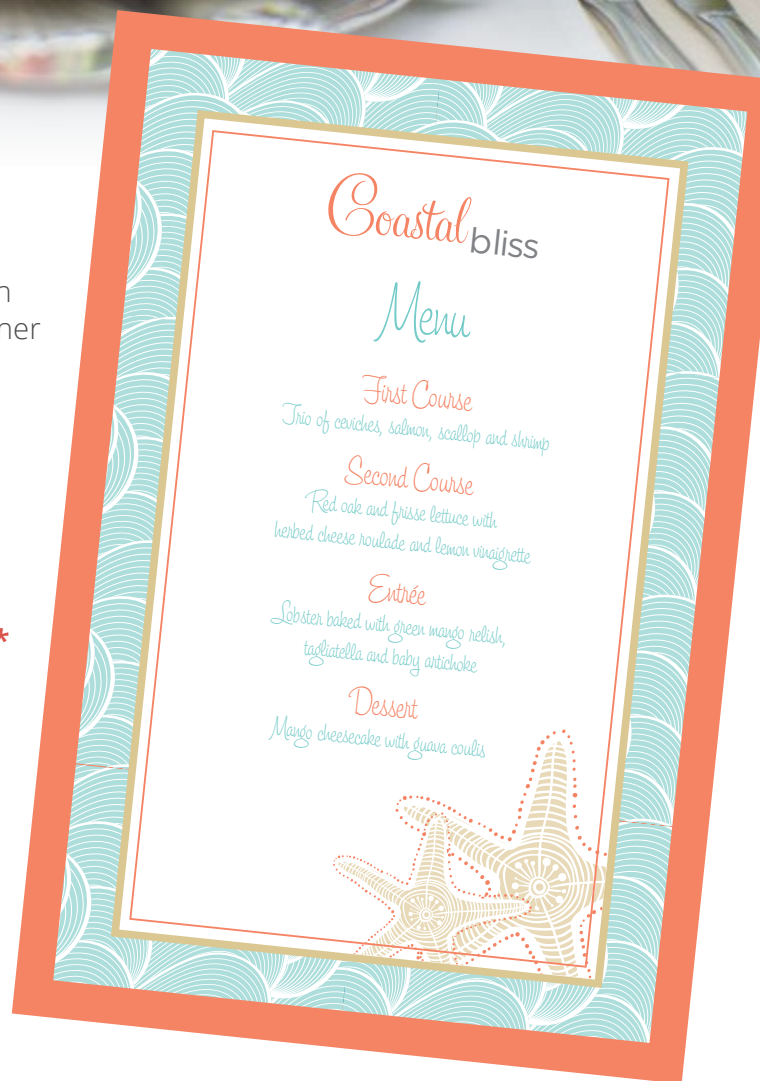 Coastal bliss
Menu
First Course
Trio of ceviches, salmon, scallop and shrimp
Second Course
Red oak and frisse lettuce with
herbed cheese roulade and lemon vinaigrette
Entrée
Lobster baked with green mango relish,
tagliatella and baby artichoke
Dessert
Mango cheesecake with guava coulis
*